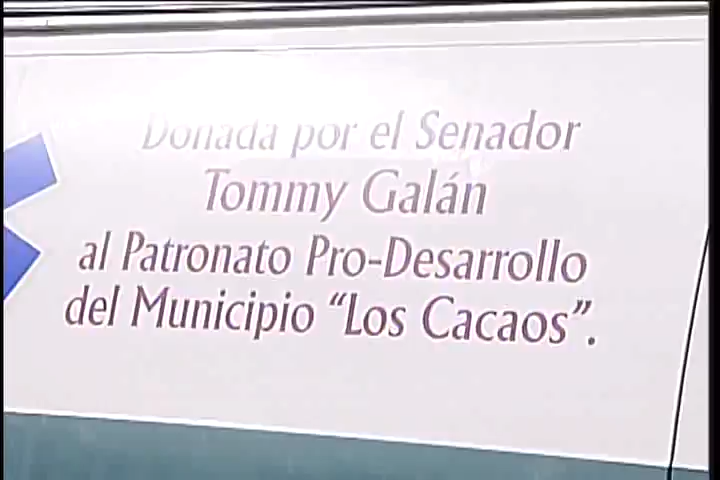 Donada por el Senador
Tommy Galán
al Patronato Pro-Desarrollo
del Municipio “Los Cacaos”.